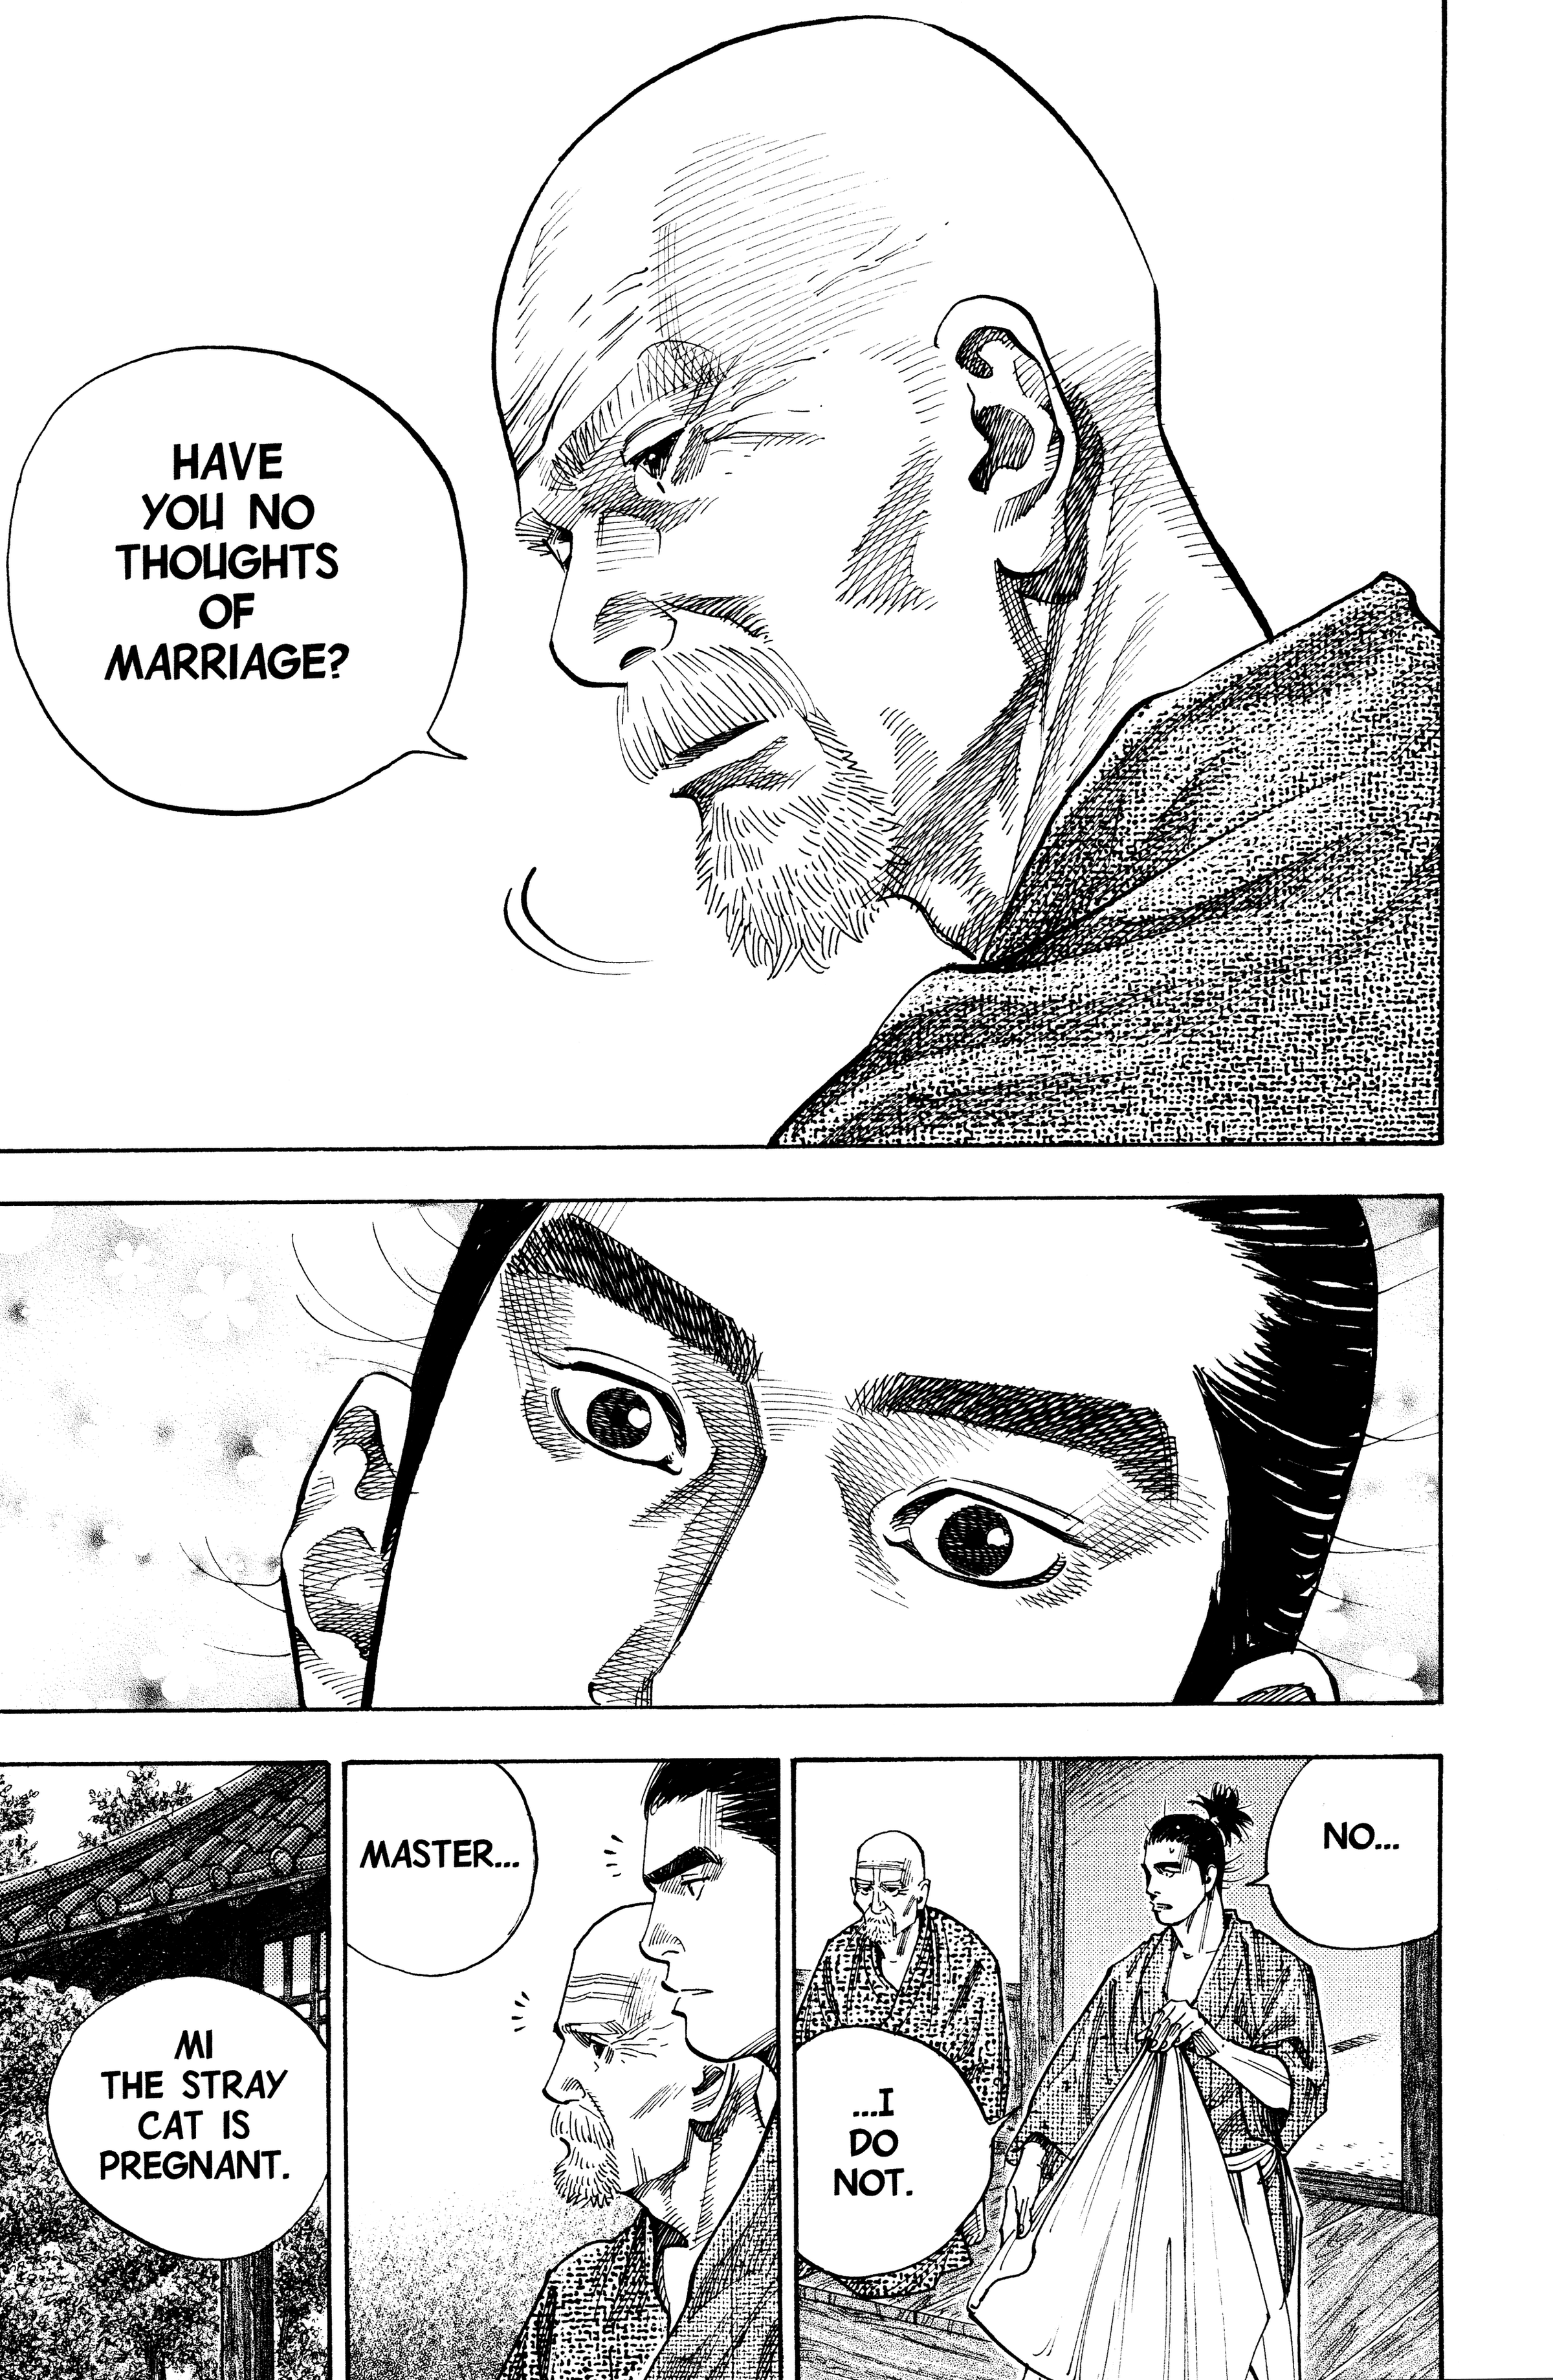 HAVE
YOU NO
THOUGHTS
OF
MARRIAGE?
NO...
...I
DO
NOT.
MASTER...
MI
THE STRAY
CAT IS
PREGNANT.